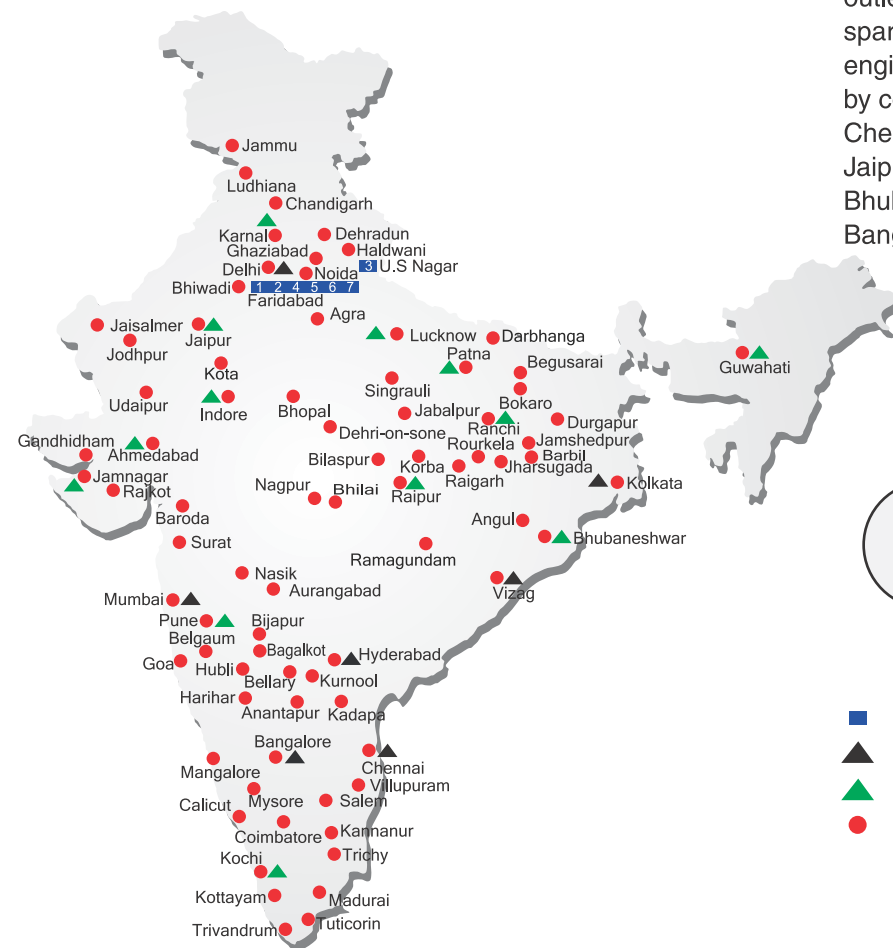 outle
span
engi
by c
Che
Jaip
Bhul
Bang
Jammu
Ludhiana
Chandigarh
Karnal
Dehradun
Ghaziabad
Haldwani
Delhi
Noida
3 U.S Nagar
Bhiwadi
1 2 4 5 6 7
Faridabad
Agra
Jaisalmer
Jaipur
Jodhpur
Lucknow
Darbhanga
Patna
Guwahati
Kota
Begusarai
Singrauli
Udaipur
Indore
Bhopal
Bokaro
Jabalpur
Ranchi
Durgapur
Dehri-on-sone
Gandhidham
Ahmedabad
Rourkela
Jamshedpur
Bilaspur
Korba
Barbil
Jharsugada
Jamnagar
Raigarh
Rajkot
Nagpur
Bhilai
Raipur
Kolkata
Baroda
Angul
Surat
Bhubaneshwar
Ramagundam
Nasik
Aurangabad
Vizag
Mumbai
Pune
Bijapur
Belgaum
Bagalkot
Hyderabad
Goa
Hubli
Bellary
Kurnool
Harihar
Anantapur
Kadapa
Bangalore
Chennai
Mangalore
Villupuram
Mysore
Salem
Calicut
Coimbatore
Kannanur
Kochi
Trichy
Kottayam
Madurai
Tuticorin
Trivandrum